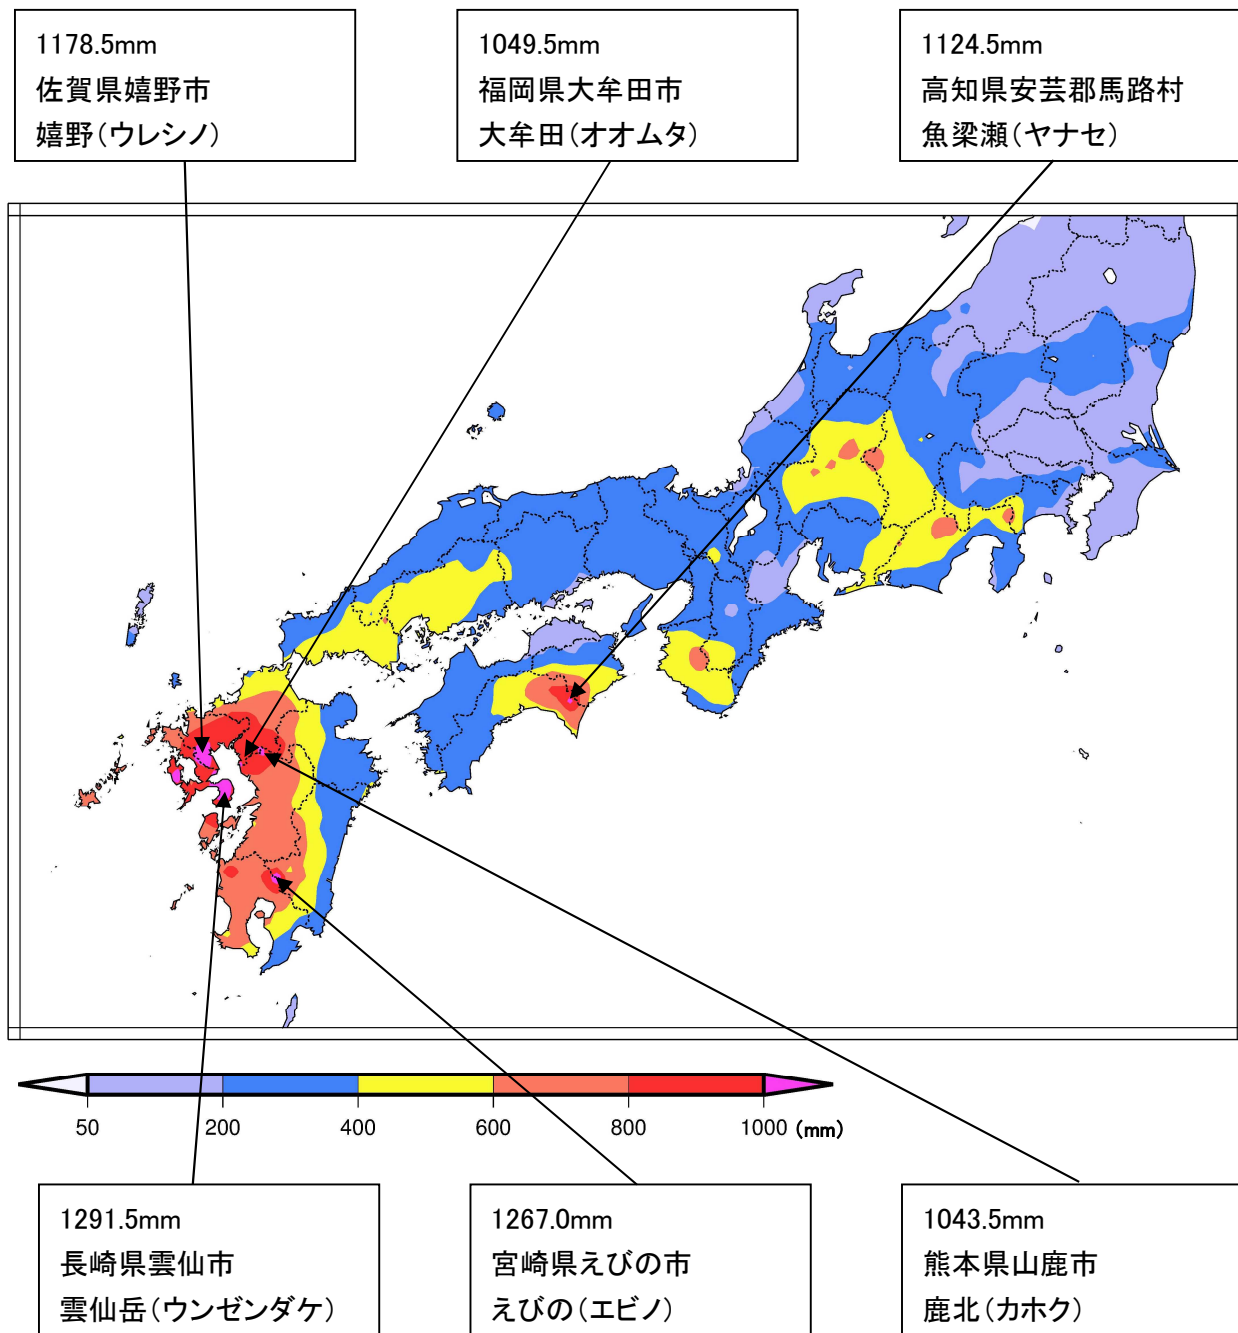 1178.5mm
佐賀県嬉野市
嬉野(ウレシノ)
1049.5mm
福岡県大牟田市
大牟田(オオムタ)
1124.5mm
高知県安芸郡馬路村
魚梁瀬(ヤナセ)
50 200 400 600 800 1000 (mm)
1291.5mm
長崎県雲仙市
雲仙岳(ウンゼンダケ)
1267.0mm
宮崎県えびの市
えびの(エビノ)
1043.5mm
熊本県山鹿市
鹿北(カホク)